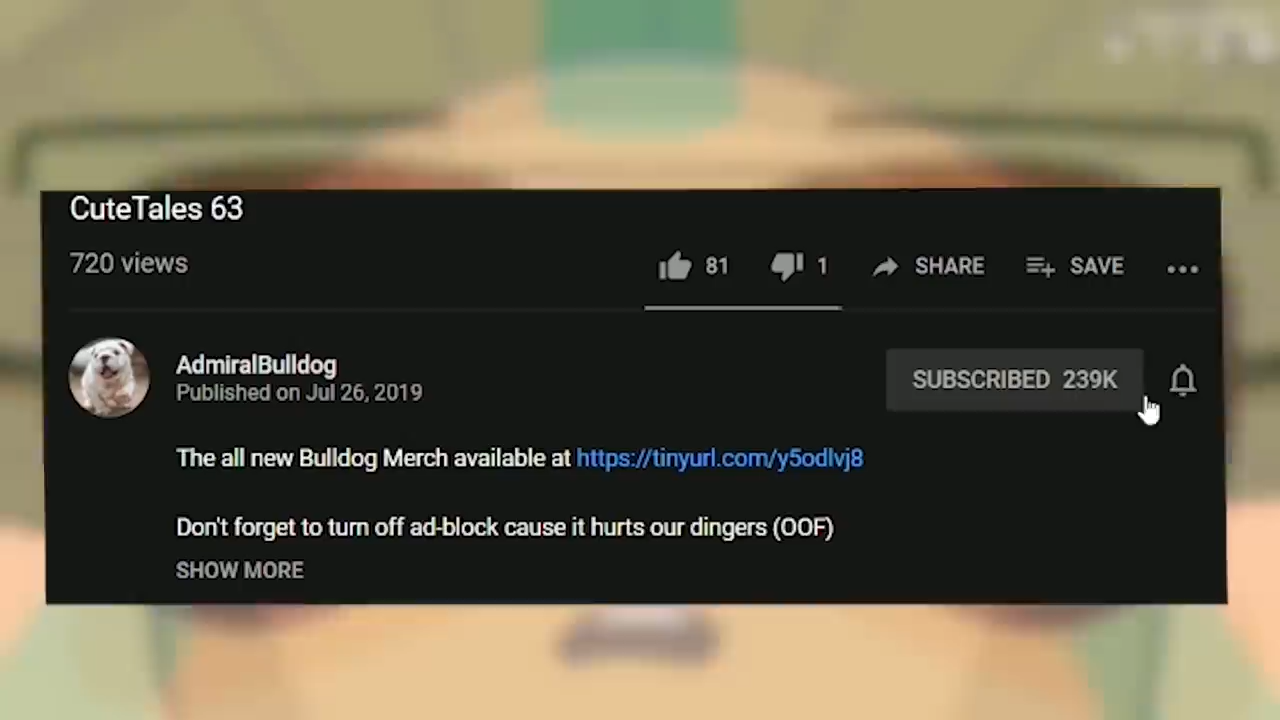 CuteTales 63
720 views
81
1
SHARE
SAVE
AdmiralBulldog
Published on Jul 26, 2019
SUBSCRIBED 239K
The all new Bulldog Merch available at https://tinyurl.com/y5odlvj8
Don't forget to turn off ad-block cause it hurts our dingers (OOF)
SHOW MORE